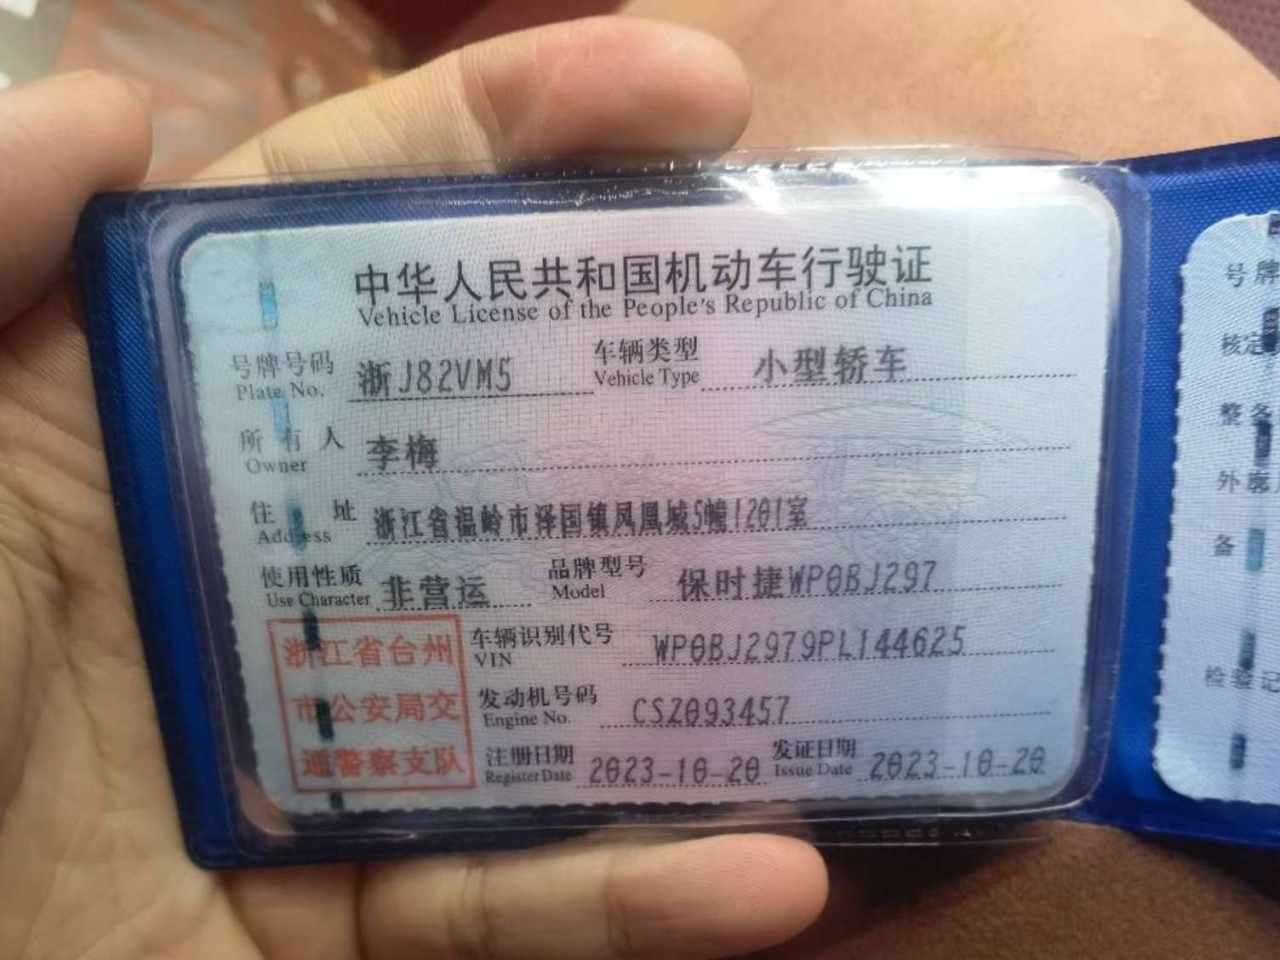 中华人民共和国机动车行驶证
Vehicle License of the People's Republic of China
号牌号码 浙J82VM5 车辆类型 小型轿车
Plate No. Vehicle Type
所有人 李梅
Owner
住址 浙江省温岭市泽国镇凤凰城5幢1201室
Address
使用性质 非营运 品牌型号 保时捷WP0BJ297
Use Character Model
车辆识别代号 WP0BJ2979PL144625
VIN
发动机号码 CSZ093457
Engine No.
注册日期 2023-10-20 发证日期 2023-10-20
Register Date Issue Date
浙江省台州
市公安局交
通警察支队
号牌
核定
整备
外廓
备
检验记